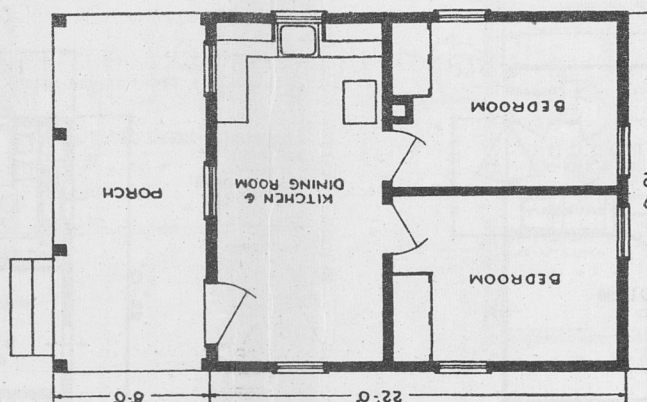 22'-0
8'-0
BEDROOM
KITCHEN &
DINING ROOM
PORCH
BEDROOM